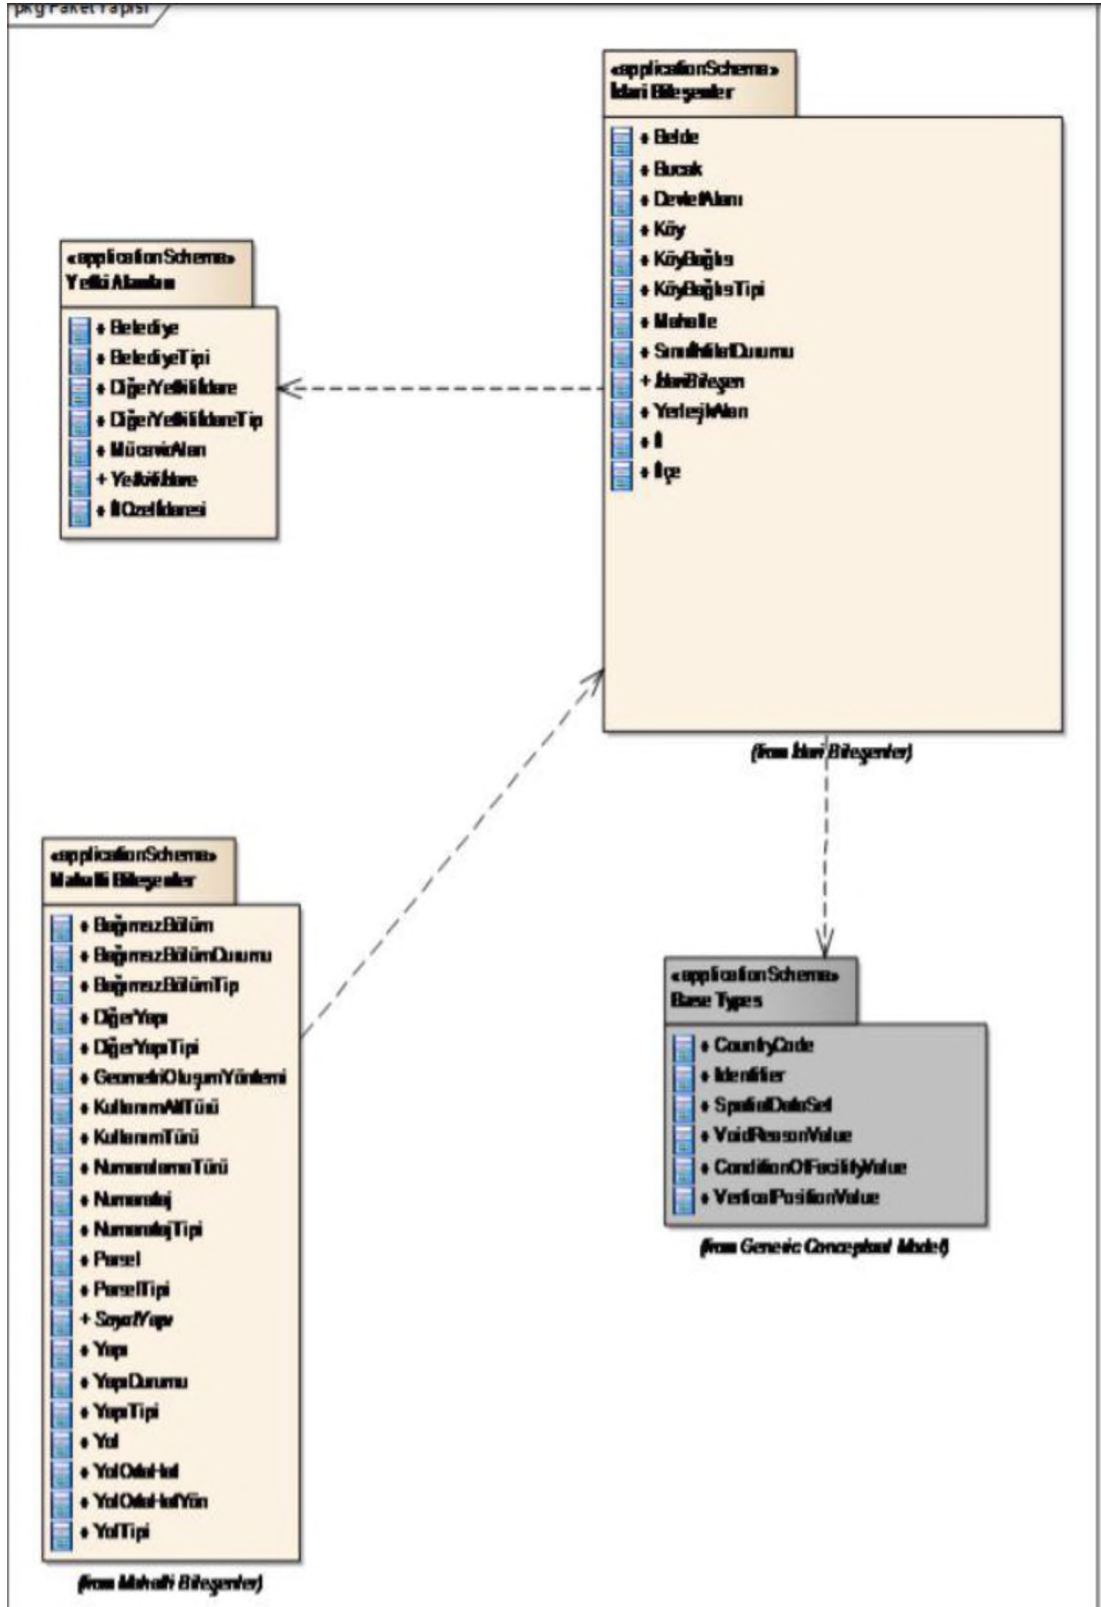 pkg Paket Yapısı
«applicationSchema»
İdari Bileşenler
+ Belde
+ Bucak
+ DevletAlanı
+ Köy
+ KöyBağlısı
+ KöyBağlısıTipi
+ Mahalle
+ SınırİhtilafDurumu
+ İdariBileşen
+ YerleşikAlan
+ İl
+ İlçe
(from İdari Bileşenler)
«applicationSchema»
Yetki Alanları
+ Belediye
+ BelediyeTipi
+ DiğerYetkiliİdare
+ DiğerYetkiliİdareTip
+ MücavirAlan
+ Yetkiliİdare
+ İlOzelİdaresi
«applicationSchema»
Mahalli Bileşenler
+ BağımsızBölüm
+ BağımsızBölümDurumu
+ BağımsızBölümTip
+ DiğerYapı
+ DiğerYapıTipi
+ GeometriOluşumYöntemi
+ KullanımAltTürü
+ KullanımTürü
+ NumaralamaTürü
+ Numarataj
+ NumaratajTipi
+ Parsel
+ ParselTipi
+ SoyutYapı
+ Yapı
+ YapıDurumu
+ YapıTipi
+ Yol
+ YolOrtaHat
+ YolOrtaHatYön
+ YolTipi
(from Mahalli Bileşenler)
«applicationSchema»
Base Types
+ CountryCode
+ Identifier
+ SpatialDataSet
+ VoidReasonValue
+ ConditionOfFacilityValue
+ VerticalPositionValue
(from Generic Conceptual Model)